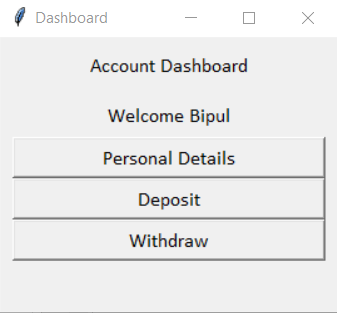 Dashboard
Account Dashboard
Welcome Bipul
Personal Details
Deposit
Withdraw